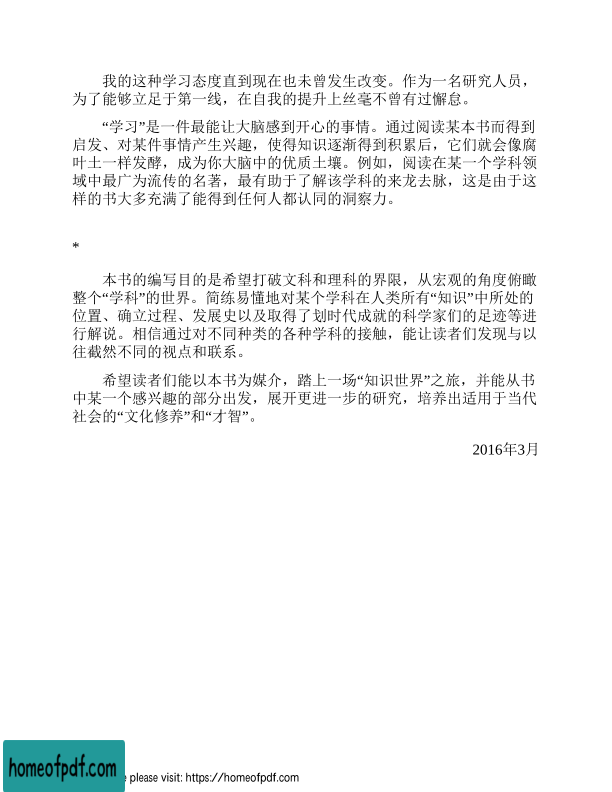 我的这种学习态度直到现在也未曾发生改变。作为一名研究人员，
为了能够立足于第一线，在自我的提升上丝毫不曾有过懈怠。
“学习”是一件最能让大脑感到开心的事情。通过阅读某本书而得到
启发、对某件事情产生兴趣，使得知识逐渐得到积累后，它们就会像腐
叶土一样发酵，成为你大脑中的优质土壤。例如，阅读在某一个学科领
域中最广为流传的名著，最有助于了解该学科的来龙去脉，这是由于这
样的书大多充满了能得到任何人都认同的洞察力。
*
本书的编写目的是希望打破文科和理科的界限，从宏观的角度俯瞰
整个“学科”的世界。简练易懂地对某个学科在人类所有“知识”中所处的
位置、确立过程、发展史以及取得了划时代成就的科学家们的足迹等进
行解说。相信通过对不同种类的各种学科的接触，能让读者们发现与以
往截然不同的视点和联系。
希望读者们能以本书为媒介，踏上一场“知识世界”之旅，并能从书
中某一个感兴趣的部分出发，展开更进一步的研究，培养出适用于当代
社会的“文化修养”和“才智”。
2016年3月
homeofpdf.com
e please visit: https://homeofpdf.com